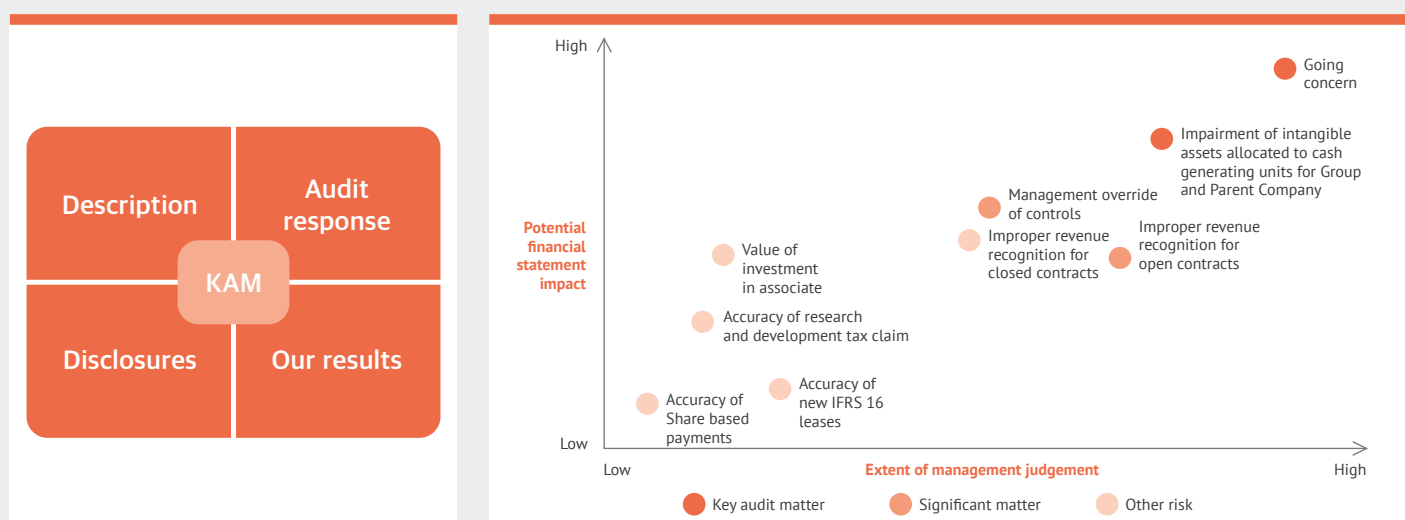 Description
Audit
response
KAM
Disclosures
Our results
High
Going
concern
Impairment of intangible
assets allocated to cash
generating units for Group
and Parent Company
Management override
of controls
Improper revenue
recognition for
closed contracts
Improper revenue
recognition for
open contracts
Potential
financial
statement
impact
Value of
investment
in associate
Accuracy of research
and development tax claim
Accuracy of
Share based
payments
Accuracy of
new IFRS 16
leases
Low
Low
Extent of management judgement
High
Key audit matter
Significant matter
Other risk